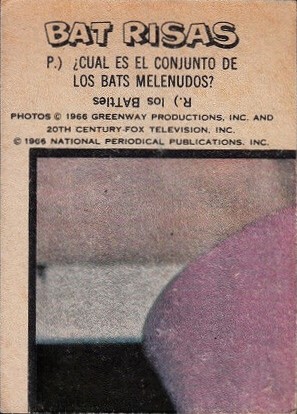 BAT RISAS
P.) ¿CUAL ES EL CONJUNTO DE
LOS BATS MELENUDOS?
R.) los BATtles
PHOTOS © 1966 GREENWAY PRODUCTIONS, INC. AND
20TH CENTURY-FOX TELEVISION, INC.
© 1966 NATIONAL PERIODICAL PUBLICATIONS, INC.